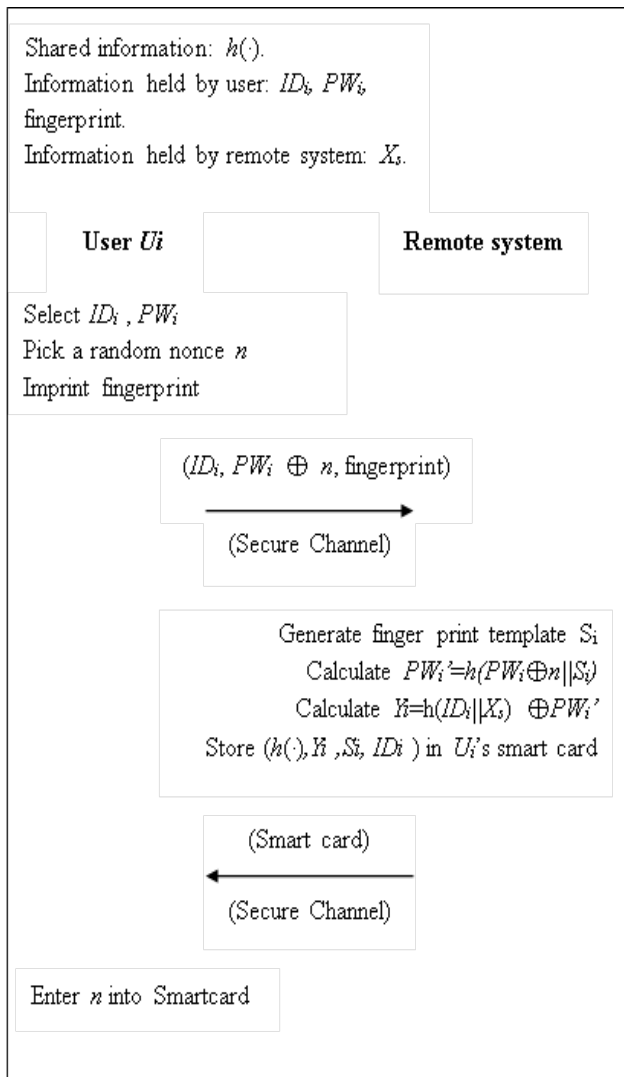 Shared information: h(·).
Information held by user: IDi, PWi,
fingerprint.
Information held by remote system: Xs.
User Ui
Remote system
Select IDi , PWi
Pick a random nonce n
Imprint fingerprint
(IDi, PWi ⊕ n, fingerprint)
(Secure Channel)
Generate finger print template Si
Calculate PWi’=h(PWi⊕n||Si)
Calculate Yi=h(IDi||Xs) ⊕PWi’
Store (h(·),Yi ,Si, IDi ) in Ui’s smart card
(Smart card)
(Secure Channel)
Enter n into Smartcard